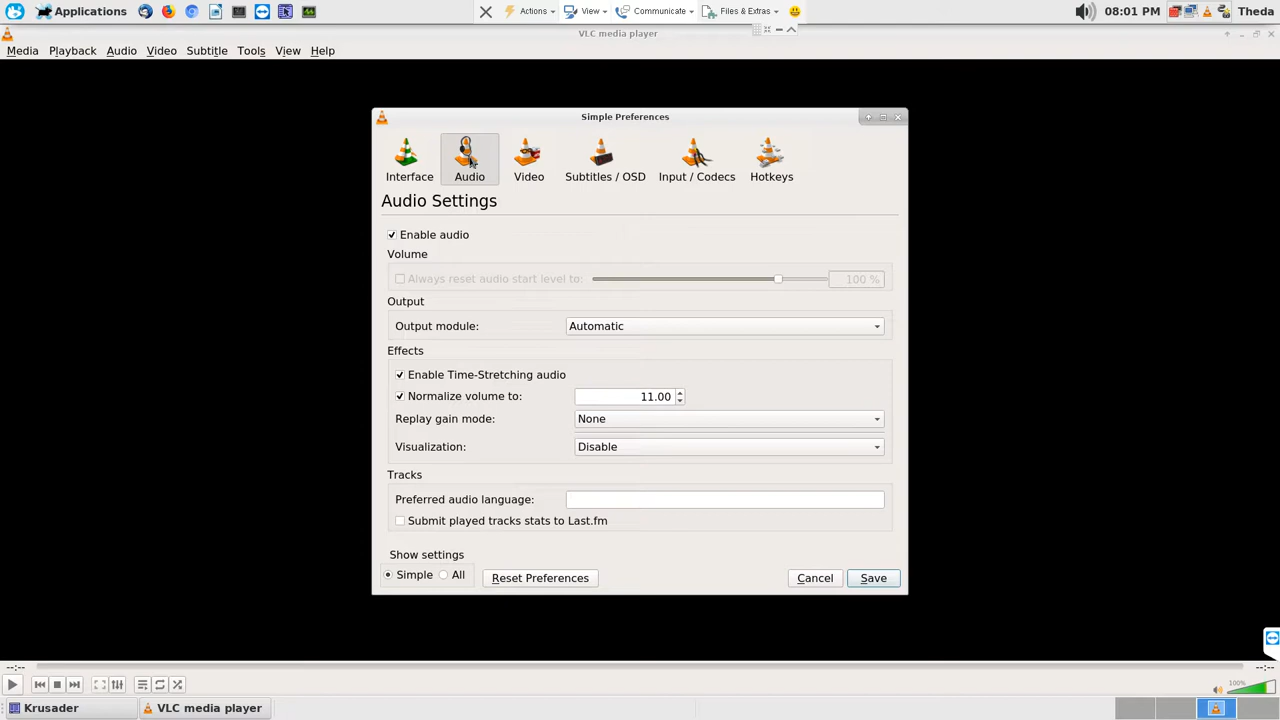 Applications Actions View Communicate Files & Extras 08:01 PM Theda
VLC media player
Media Playback Audio Video Subtitle Tools View Help
Simple Preferences
Interface Audio Video Subtitles / OSD Input / Codecs Hotkeys
Audio Settings
Enable audio
Volume
Always reset audio start level to: 100 %
Output
Output module: Automatic
Effects
Enable Time-Stretching audio
Normalize volume to: 11.00
Replay gain mode: None
Visualization: Disable
Tracks
Preferred audio language:
Submit played tracks stats to Last.fm
Show settings
Simple All Reset Preferences Cancel Save
--:-- --:--
100%
Krusader VLC media player